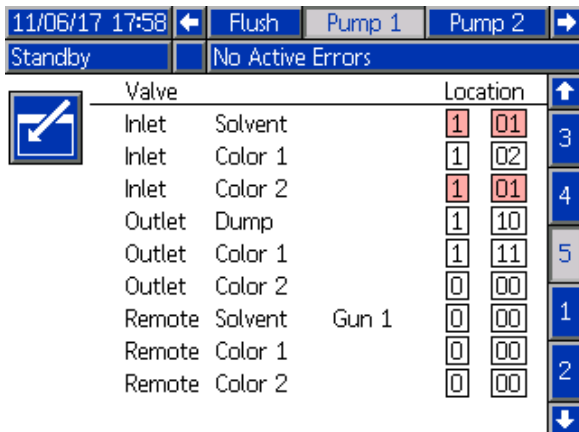 11/06/17 17:58 Flush Pump 1 Pump 2
Standby No Active Errors
Valve Location
Inlet Solvent 1 01
Inlet Color 1 1 02
Inlet Color 2 1 01
Outlet Dump 1 10
Outlet Color 1 1 11
Outlet Color 2 0 00
Remote Solvent Gun 1 0 00
Remote Color 1 0 00
Remote Color 2 0 00
3
4
5
1
2